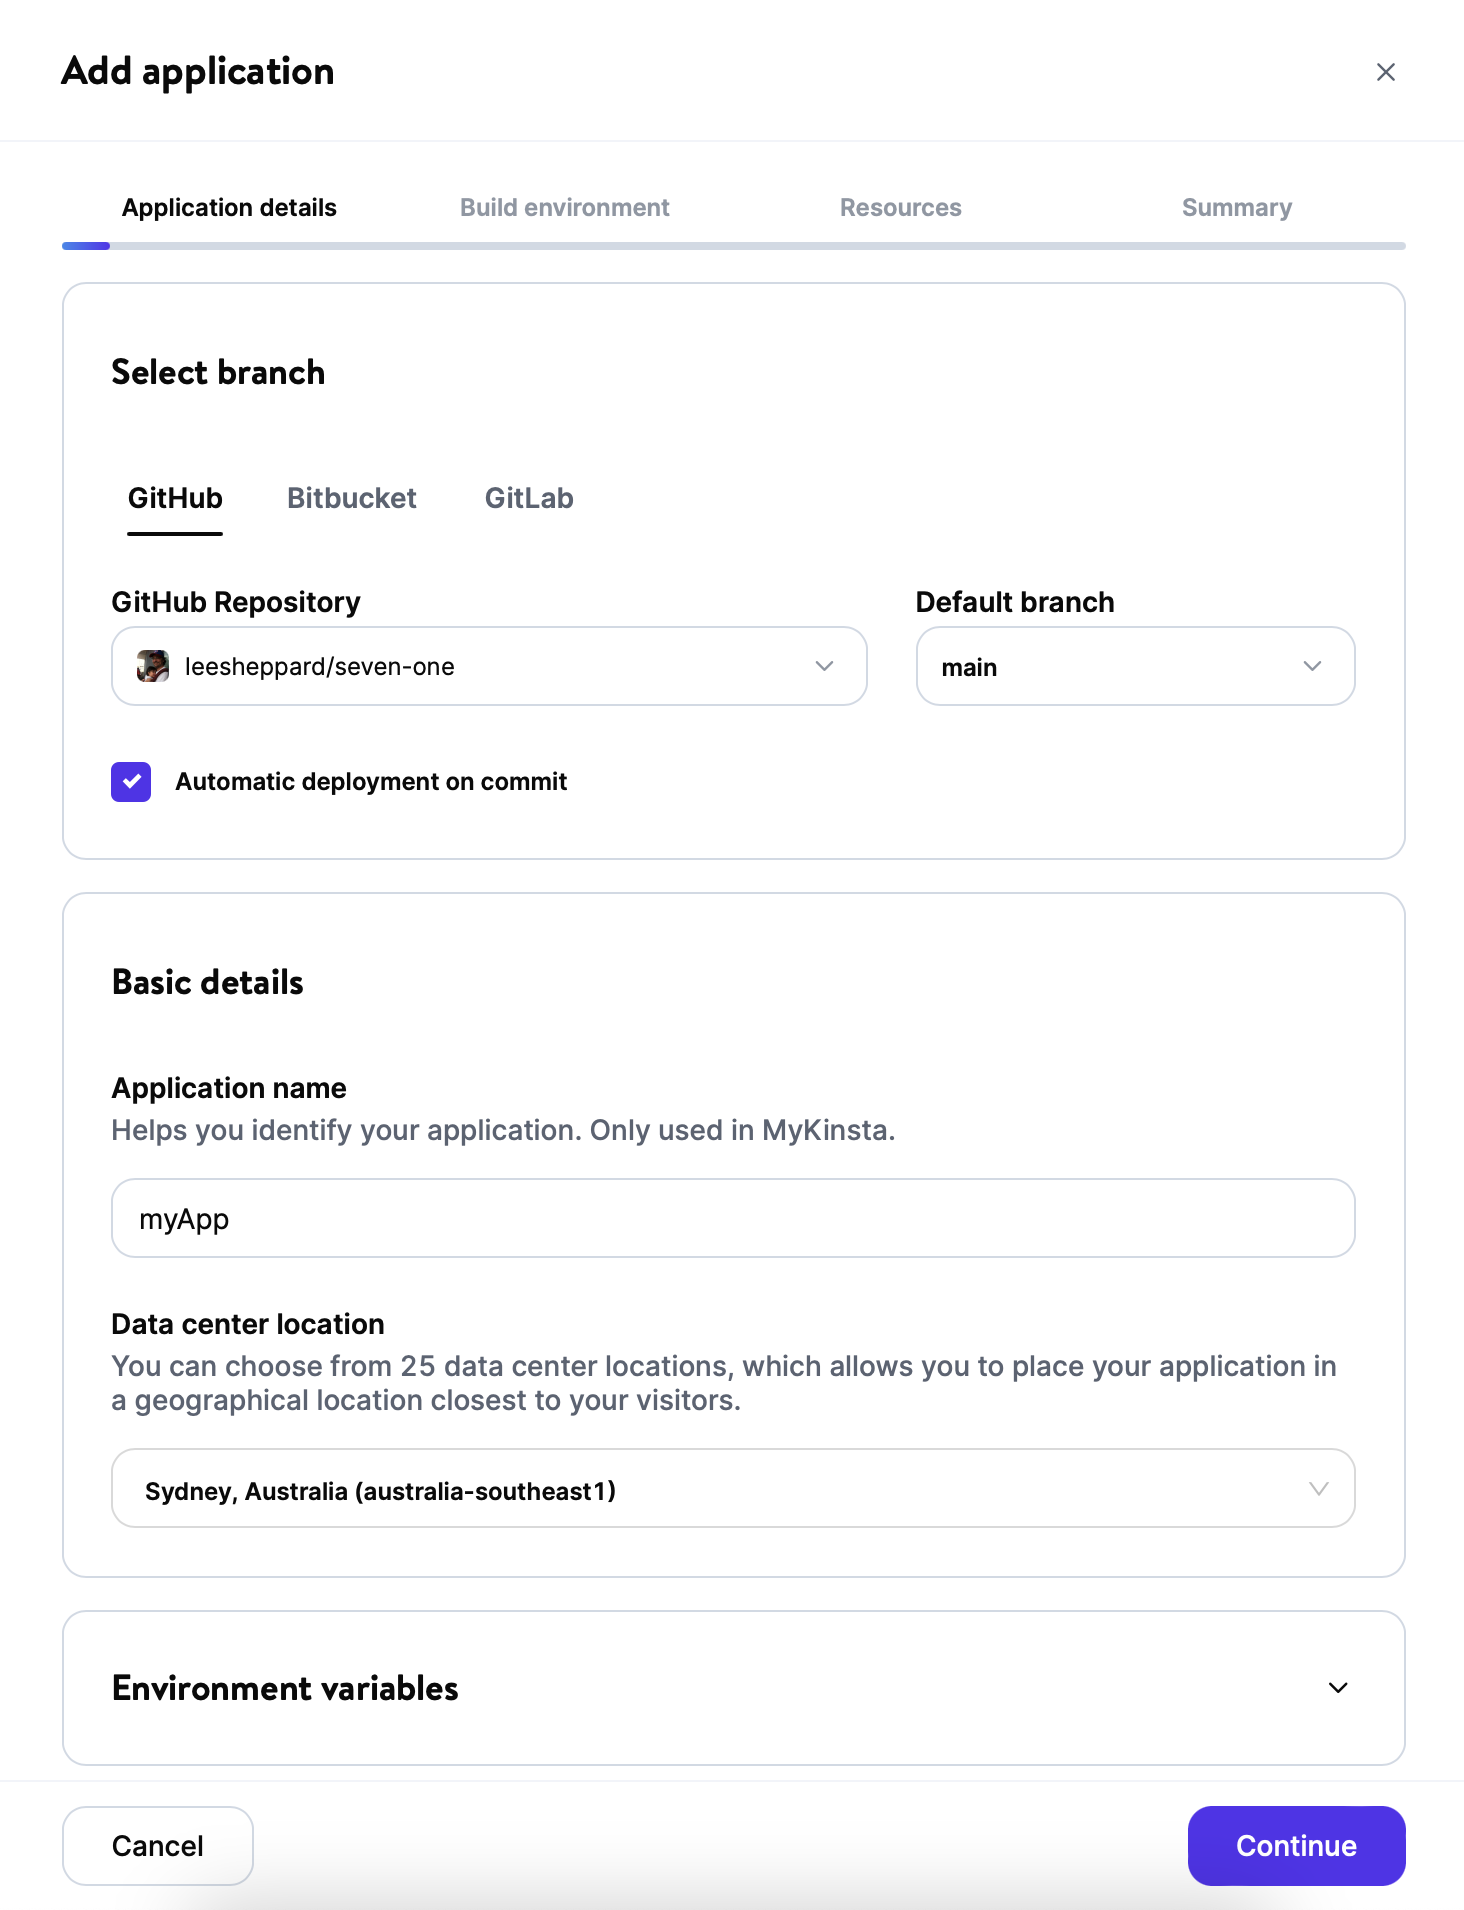 Add application
Application details
Build environment
Resources
Summary
Select branch
GitHub
Bitbucket
GitLab
GitHub Repository
Default branch
leesheppard/seven-one
main
Automatic deployment on commit
Basic details
Application name
Helps you identify your application. Only used in MyKinsta.
myApp
Data center location
You can choose from 25 data center locations, which allows you to place your application in
a geographical location closest to your visitors.
Sydney, Australia (australia-southeast1)
Environment variables
Cancel
Continue